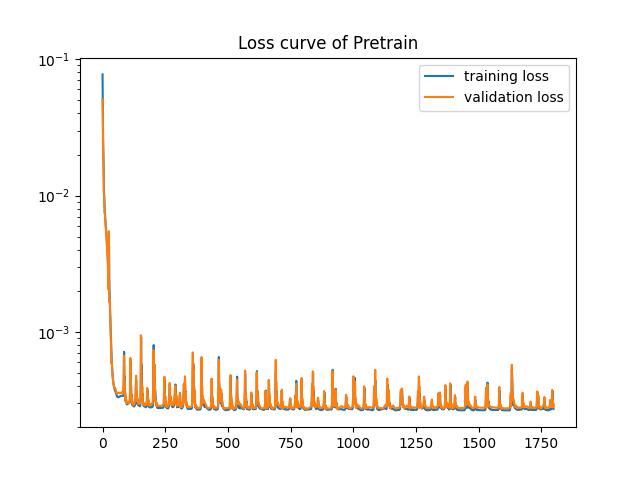 Loss curve of Pretrain
training loss
validation loss
10⁻¹
10⁻²
10⁻³
0 250 500 750 1000 1250 1500 1750